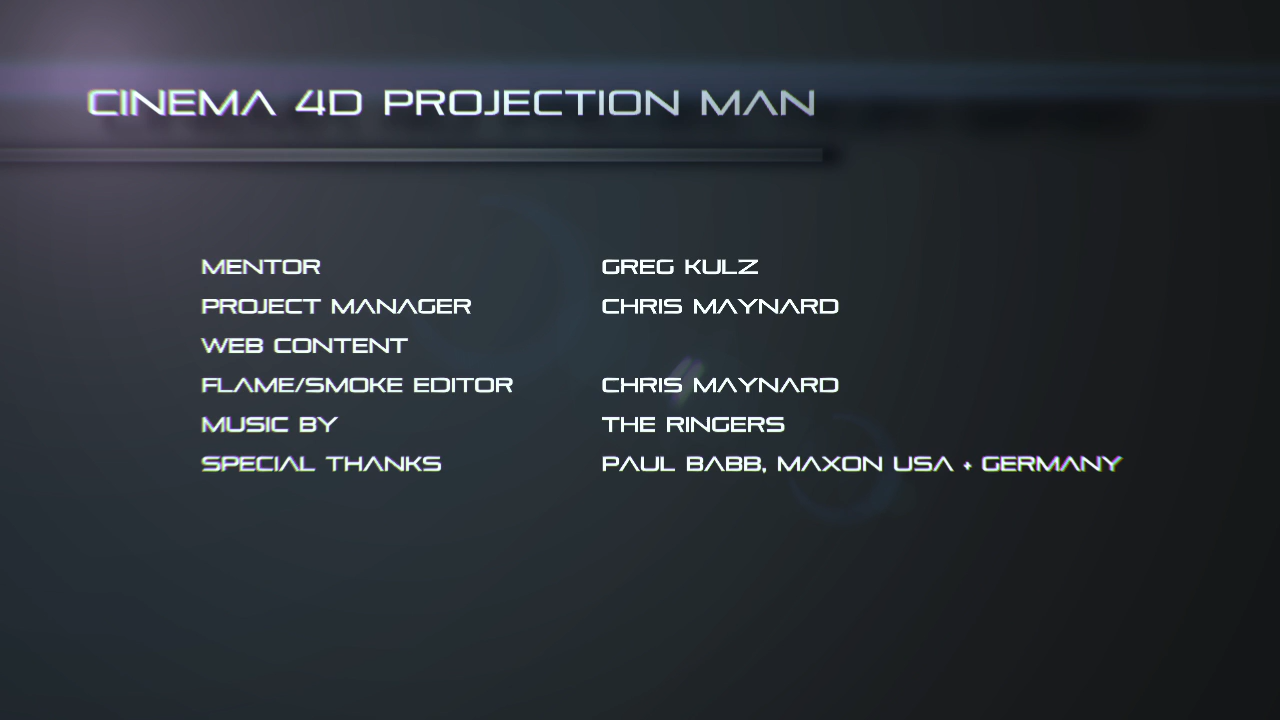 CINEMA 4D PROJECTION MAN
MENTOR GREG KULZ
PROJECT MANAGER CHRIS MAYNARD
WEB CONTENT
FLAME/SMOKE EDITOR CHRIS MAYNARD
MUSIC BY THE RINGERS
SPECIAL THANKS PAUL BABB, MAXON USA + GERMANY